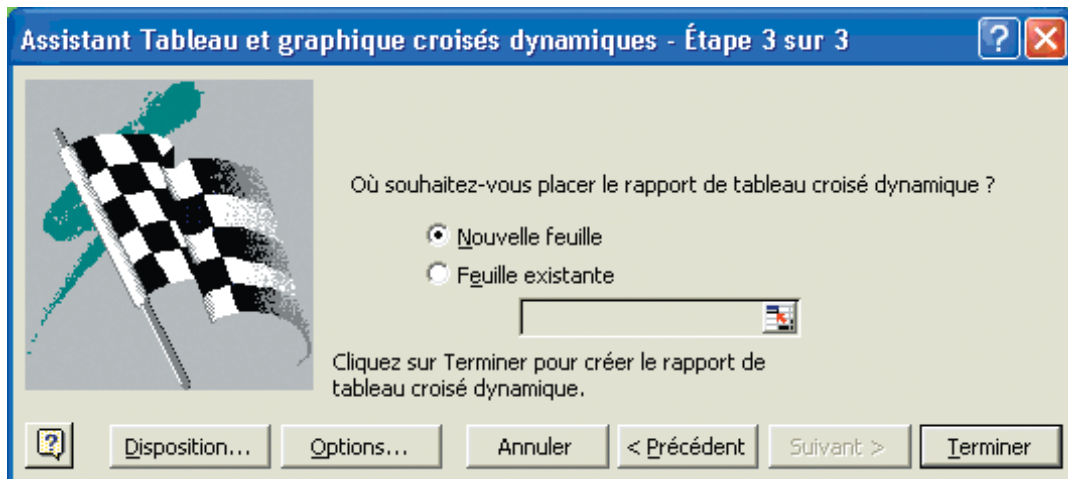 Assistant Tableau et graphique croisés dynamiques - Étape 3 sur 3
Où souhaitez-vous placer le rapport de tableau croisé dynamique ?
Nouvelle feuille
Feuille existante
Cliquez sur Terminer pour créer le rapport de
tableau croisé dynamique.
Disposition... Options... Annuler < Précédent Suivant > Terminer